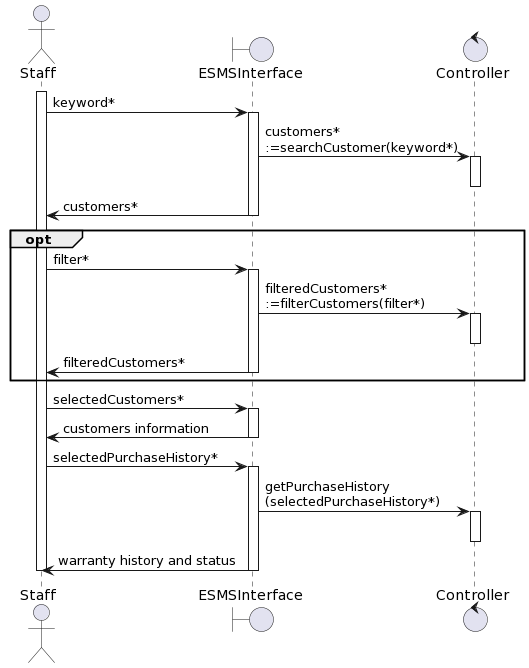 Staff
ESMSInterface
Controller
keyword*
customers*
:=searchCustomer(keyword*)
customers*
opt
filter*
filteredCustomers*
:=filterCustomers(filter*)
filteredCustomers*
selectedCustomers*
customers information
selectedPurchaseHistory*
getPurchaseHistory
(selectedPurchaseHistory*)
warranty history and status
Staff
ESMSInterface
Controller